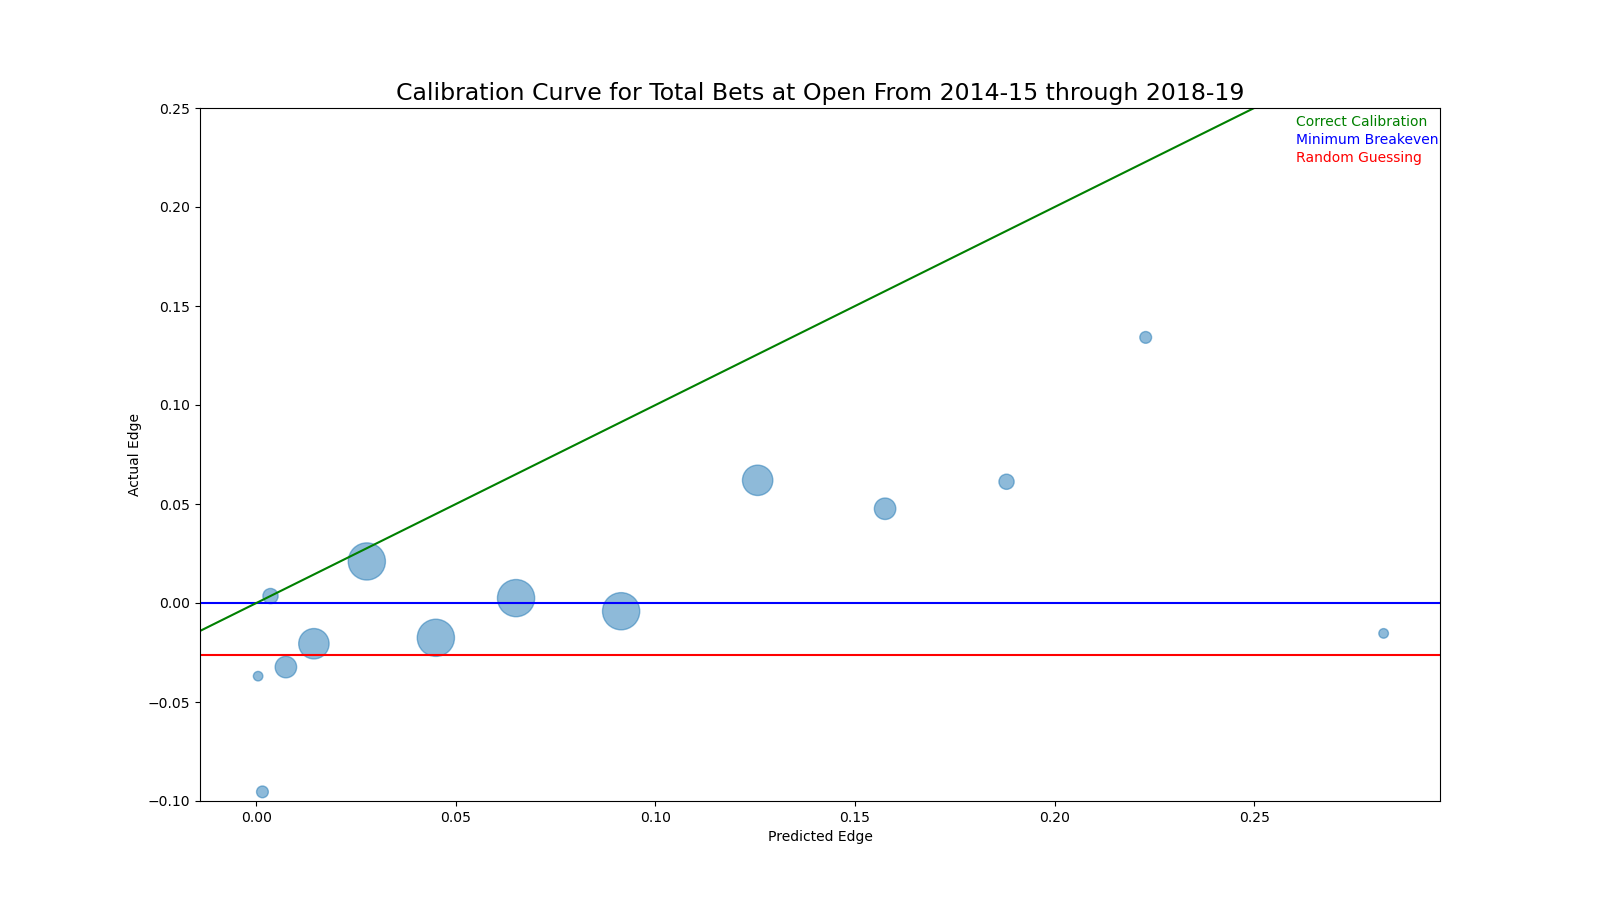 Calibration Curve for Total Bets at Open From 2014-15 through 2018-19
Correct Calibration
Minimum Breakeven
Random Guessing
0.25
0.20
0.15
0.10
0.05
0.00
−0.05
−0.10
Actual Edge
0.00 0.05 0.10 0.15 0.20 0.25
Predicted Edge